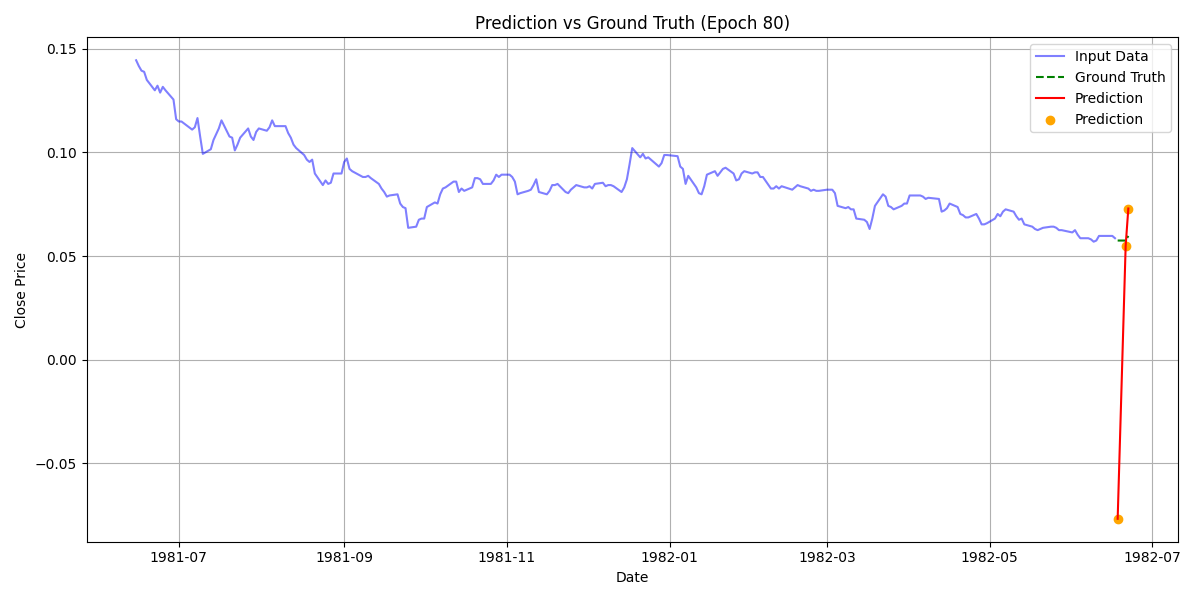 Prediction vs Ground Truth (Epoch 80)
Input Data
Ground Truth
Prediction
Prediction
0.15
0.10
0.05
0.00
−0.05
Close Price
1981-07
1981-09
1981-11
1982-01
1982-03
1982-05
1982-07
Date